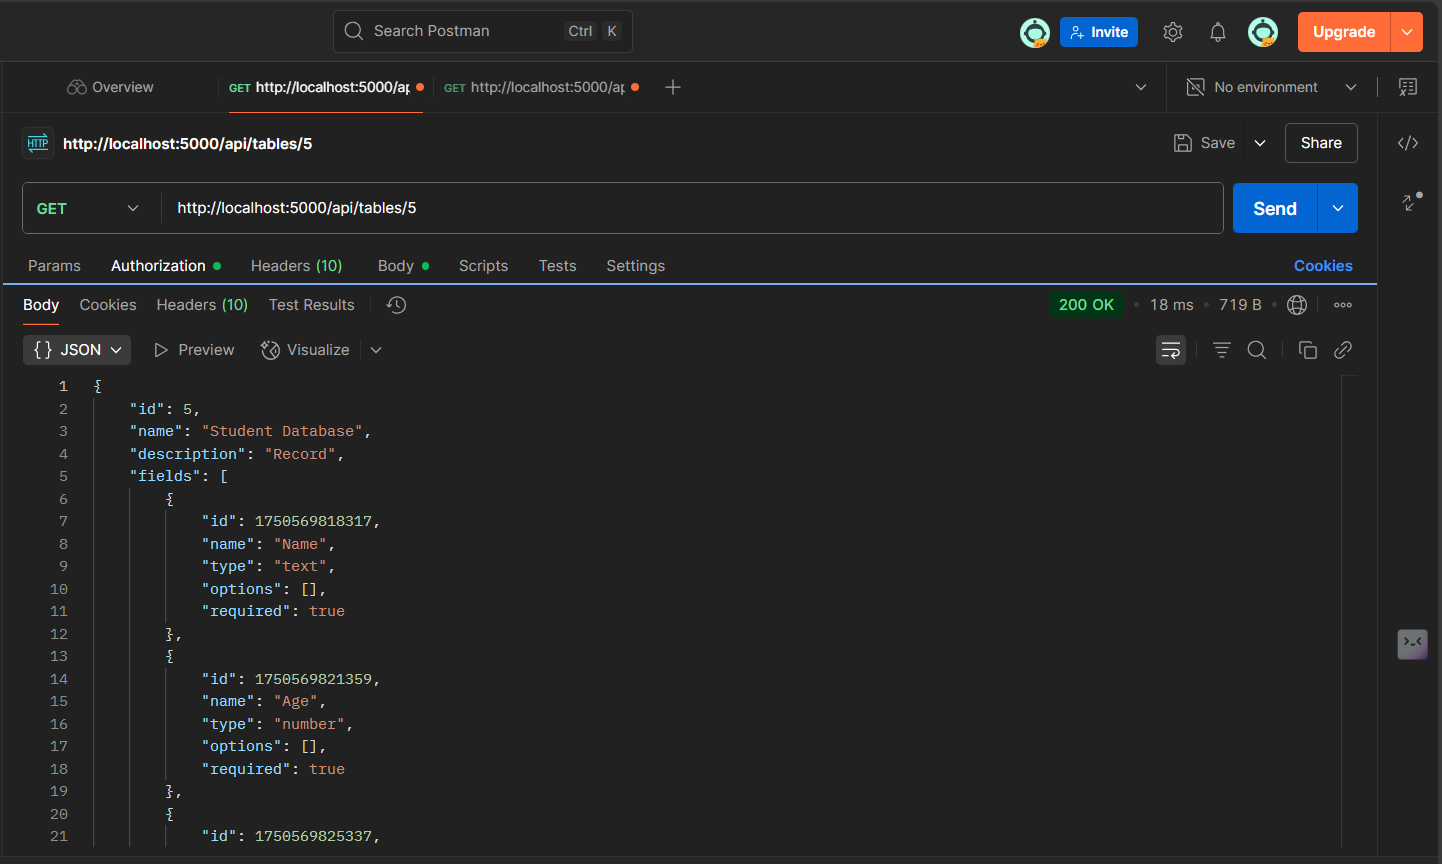 Search Postman Ctrl K Invite Upgrade
Overview GET http://localhost:5000/ap GET http://localhost:5000/ap No environment
HTTP http://localhost:5000/api/tables/5 Save Share
GET http://localhost:5000/api/tables/5 Send
Params Authorization Headers (10) Body Scripts Tests Settings Cookies
Body Cookies Headers (10) Test Results 200 OK • 18 ms • 719 B
{} JSON Preview Visualize
1 {
2 "id": 5,
3 "name": "Student Database",
4 "description": "Record",
5 "fields": [
6 {
7 "id": 1750569818317,
8 "name": "Name",
9 "type": "text",
10 "options": [],
11 "required": true
12 },
13 {
14 "id": 1750569821359,
15 "name": "Age",
16 "type": "number",
17 "options": [],
18 "required": true
19 },
20 {
21 "id": 1750569825337,